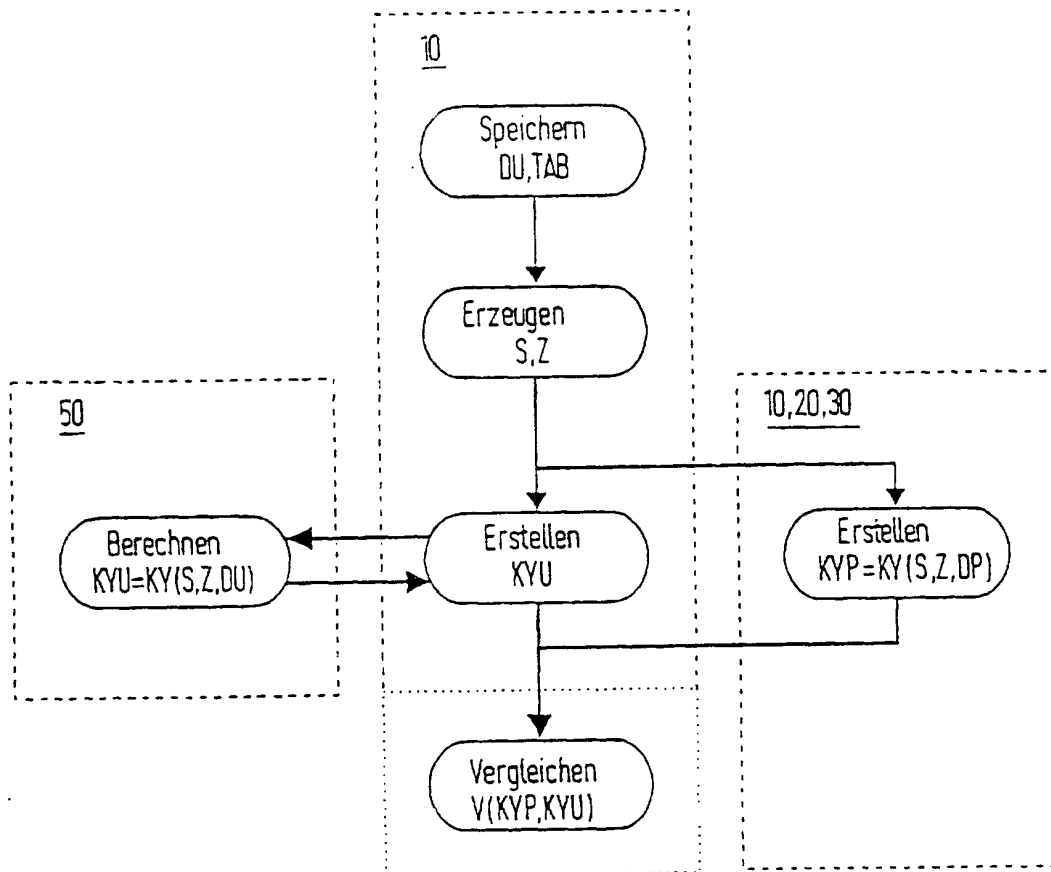 10
Speichern
DU,TAB
Erzeugen
S,Z
50
10,20,30
Berechnen
KYU=KY(S,Z,DU)
Erstellen
KYU
Erstellen
KYP=KY(S,Z,DP)
Vergleichen
V(KYP,KYU)